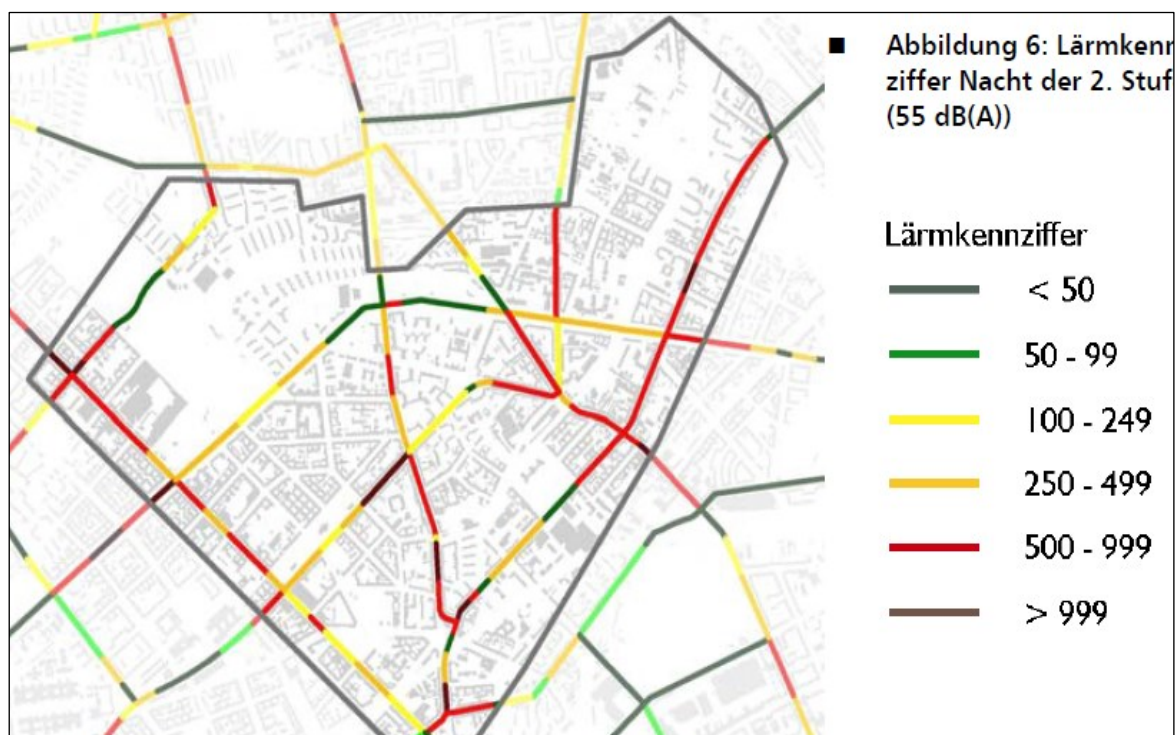 ■ Abbildung 6: Lärmkenn
ziffer Nacht der 2. Stuf
(55 dB(A))
Lärmkennziffer
< 50
50 - 99
100 - 249
250 - 499
500 - 999
> 999